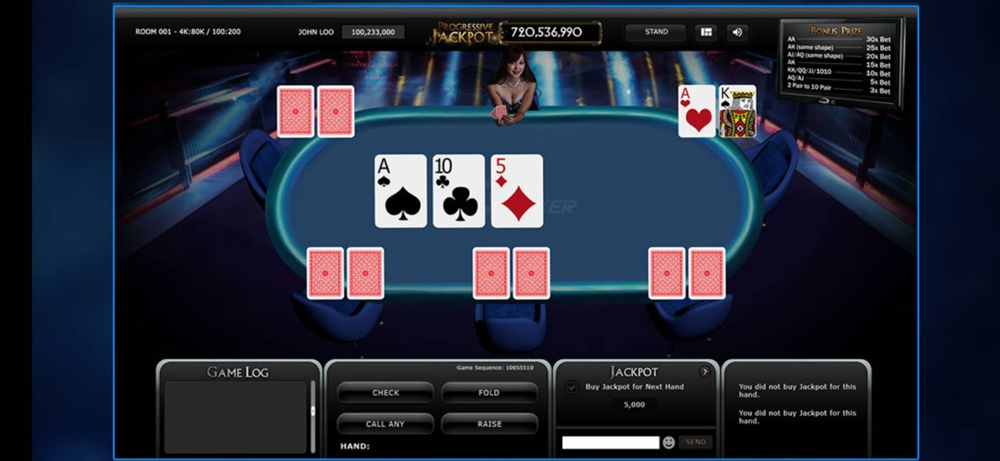 ROOM 001 - 4K:80K / 100:200
JOHN LOO
100,233,000
PROGRESSIVE
JACKPOT
720,536,990
STAND
BONUS PRIZE
AA 30x Bet
AK (same shape) 25x Bet
AJ/AQ (same shape) 20x Bet
AK 15x Bet
KK/QQ/JJ/1010 10x Bet
AQ/AJ 5x Bet
2 Pair to 10 Pair 3x Bet
A
K
A
10
5
KER
GAME LOG
Game Sequence: 10055510
CHECK
FOLD
CALL ANY
RAISE
HAND:
JACKPOT
Buy Jackpot for Next Hand
5,000
SEND
You did not buy Jackpot for this
hand.
You did not buy Jackpot for this
hand.